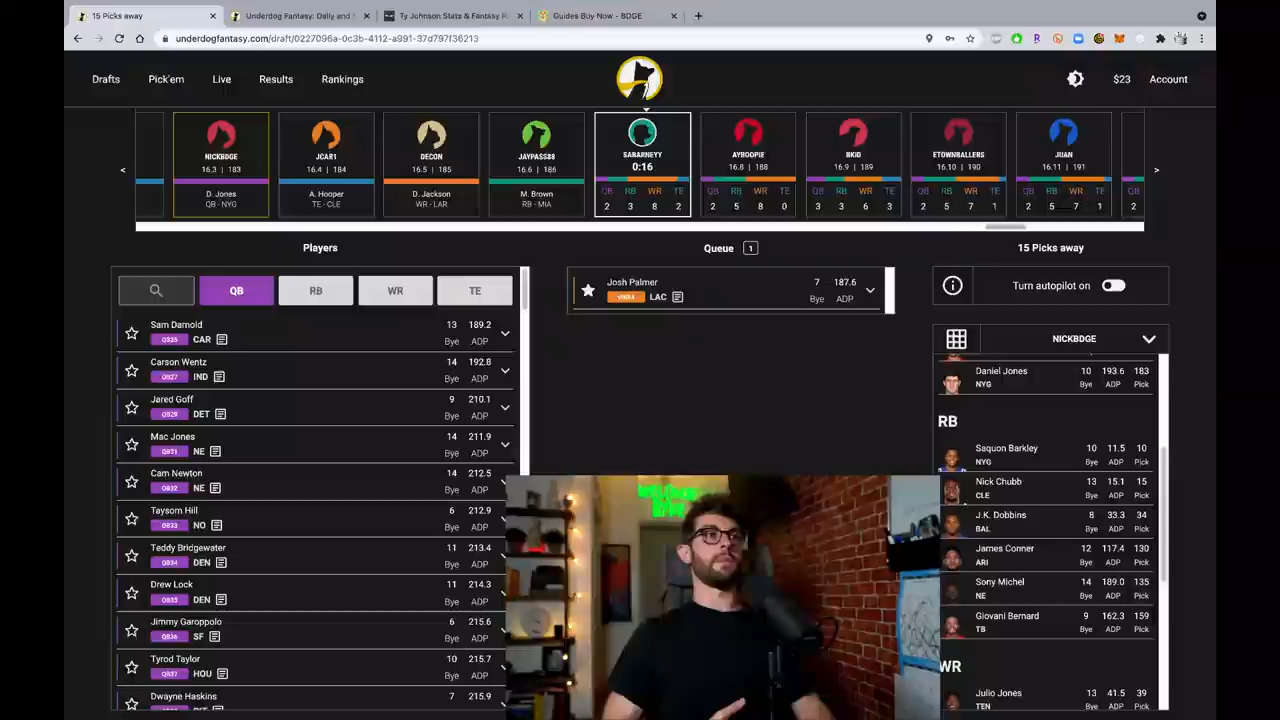 15 Picks away
Underdog Fantasy: Daily and
Ty Johnson Stats & Fantasy R
Guides Buy Now - BDGE
underdogfantasy.com/draft/0227096a-0c3b-4112-a991-37d797f36213
Drafts Pick'em Live Results Rankings
$23 Account
NICKBDGE
16.3 | 183
D. Jones
QB - NYG
JCAR1
16.4 | 184
A. Hooper
TE - CLE
DECON
16.5 | 185
D. Jackson
WR - LAR
JAYPASS88
16.6 | 186
M. Brown
RB - MIA
SABARNEYY
0:16
QB RB WR TE
2 3 8 2
AYBOOPIE
16.8 | 188
QB RB WR TE
2 5 8 0
BKID
16.9 | 189
QB RB WR TE
3 3 6 3
ETOWNBALLERS
16.10 | 190
QB RB WR TE
2 5 7 1
JIJAN
16.11 | 191
QB RB WR TE
2 5 7 1
QB
2
Players
QB RB WR TE
Sam Darnold 13 189.2
QB25 CAR Bye ADP
Carson Wentz 14 192.8
QB27 IND Bye ADP
Jared Goff 9 210.1
QB29 DET Bye ADP
Mac Jones 14 211.9
QB31 NE Bye ADP
Cam Newton 14 212.5
QB32 NE Bye ADP
Taysom Hill 6 212.9
QB33 NO Bye ADP
Teddy Bridgewater 11 213.4
QB34 DEN Bye ADP
Drew Lock 11 214.3
QB35 DEN Bye ADP
Jimmy Garoppolo 6 215.6
QB36 SF Bye ADP
Tyrod Taylor 10 215.7
QB37 HOU Bye ADP
Dwayne Haskins 7 215.9
Queue 1
Josh Palmer 7 187.6
LAC Bye ADP
15 Picks away
Turn autopilot on
NICKBDGE
Daniel Jones 10 193.6 183
NYG Bye ADP Pick
RB
Saquon Barkley 10 11.5 10
NYG Bye ADP Pick
Nick Chubb 13 15.1 15
CLE Bye ADP Pick
J.K. Dobbins 8 33.3 34
BAL Bye ADP Pick
James Conner 12 117.4 130
ARI Bye ADP Pick
Sony Michel 14 189.0 135
NE Bye ADP Pick
Giovani Bernard 9 162.3 159
TB Bye ADP Pick
WR
Julio Jones 13 41.5 39
TEN Bye ADP Pick